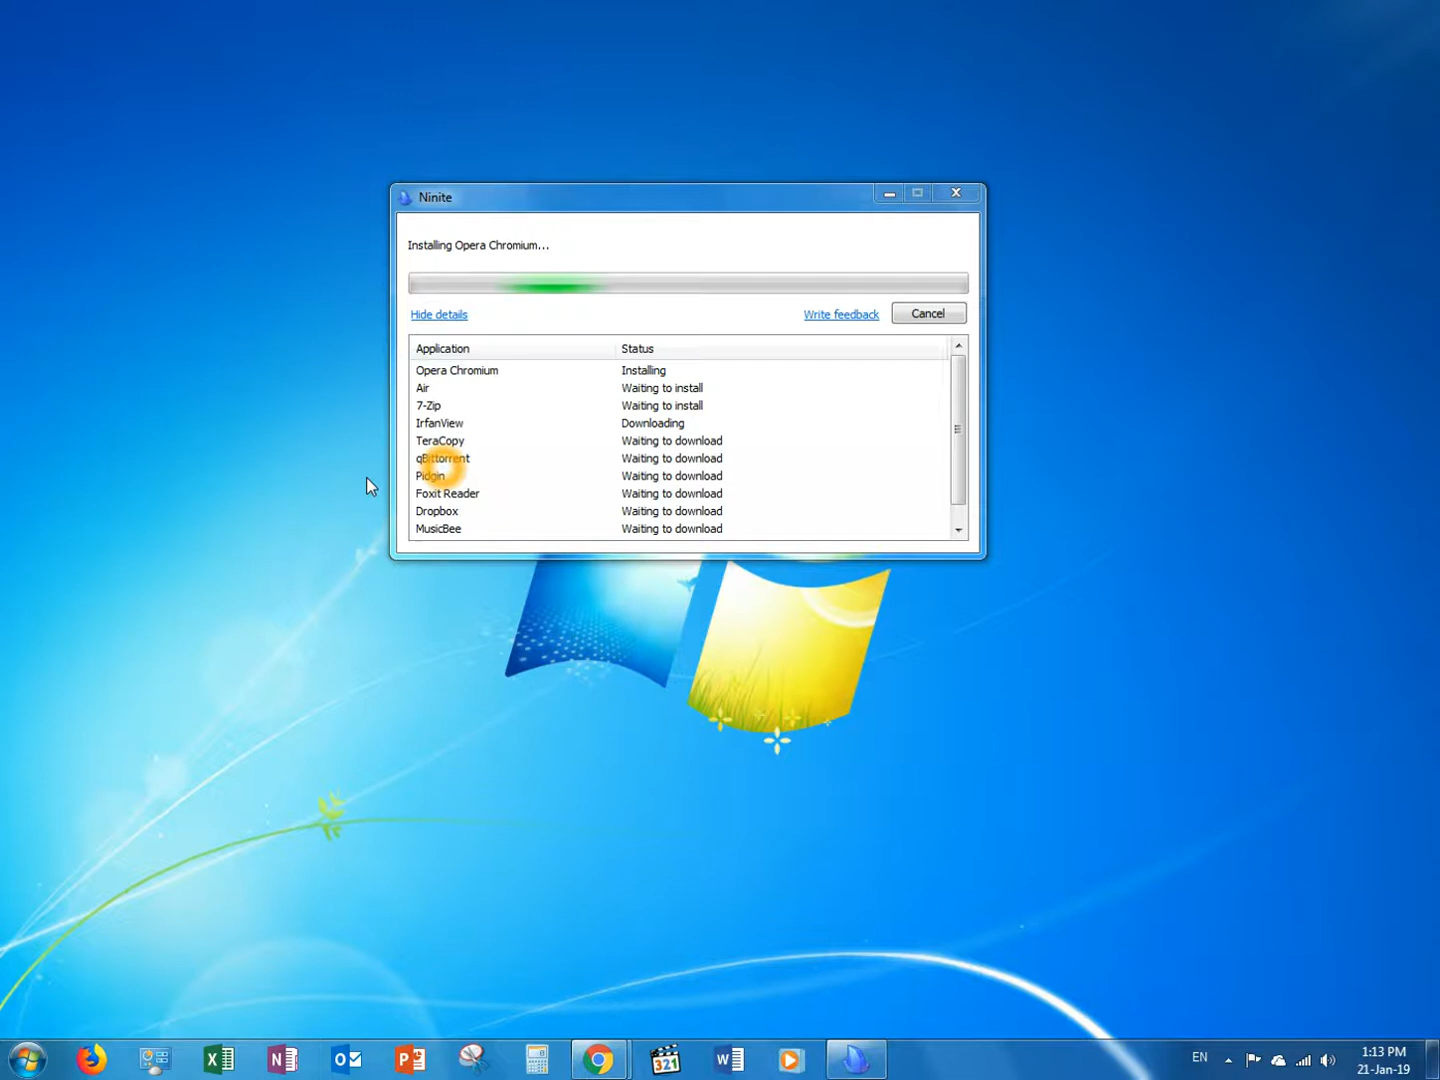 Ninite
Installing Opera Chromium...
Hide details
Write feedback
Cancel
Application Status
Opera Chromium Installing
Air Waiting to install
7-Zip Waiting to install
IrfanView Downloading
TeraCopy Waiting to download
qBittorrent Waiting to download
Pidgin Waiting to download
Foxit Reader Waiting to download
Dropbox Waiting to download
MusicBee Waiting to download
321
EN
1:13 PM
21-Jan-19